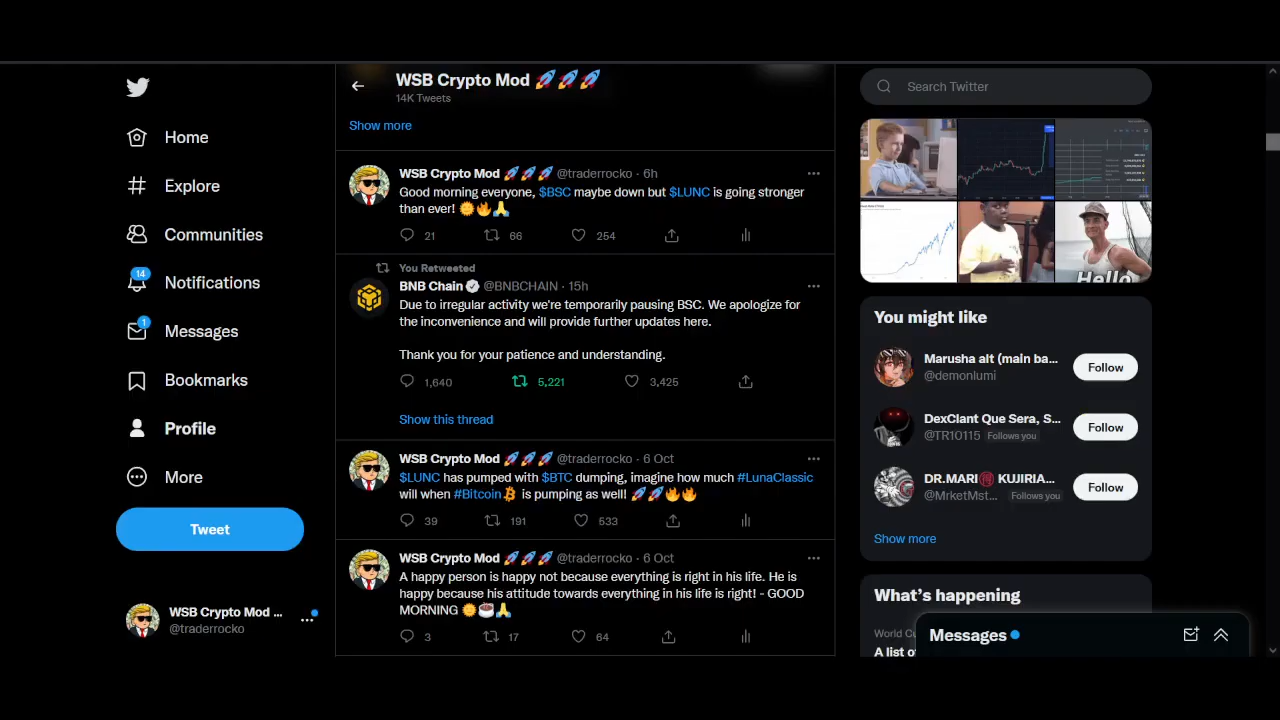 WSB Crypto Mod 🚀🚀🚀
14K Tweets
Show more
Home
Explore
Communities
14
Notifications
1
Messages
Bookmarks
Profile
More
Tweet
WSB Crypto Mod ...
@traderrocko
WSB Crypto Mod 🚀🚀🚀 @traderrocko · 6h
Good morning everyone, $BSC maybe down but $LUNC is going stronger
than ever! 🌞🔥🙏
21 66 254
You Retweeted
BNB Chain @BNBCHAIN · 15h
Due to irregular activity we're temporarily pausing BSC. We apologize for
the inconvenience and will provide further updates here.
Thank you for your patience and understanding.
1,640 5,221 3,425
Show this thread
WSB Crypto Mod 🚀🚀🚀 @traderrocko · 6 Oct
$LUNC has pumped with $BTC dumping, imagine how much #LunaClassic
will when #Bitcoin is pumping as well! 🚀🚀🔥🔥
39 191 533
WSB Crypto Mod 🚀🚀🚀 @traderrocko · 6 Oct
A happy person is happy not because everything is right in his life. He is
happy because his attitude towards everything in his life is right! - GOOD
MORNING 🌞☕🙏
3 17 64
Search Twitter
Hello
You might like
Marusha alt (main ba...
@demonlumi
Follow
DexClant Que Sera, S...
@TR10115 Follows you
Follow
DR.MARI KUJIRIA...
@MrketMst... Follows you
Follow
Show more
What's happening
World Cu
A list of
Messages